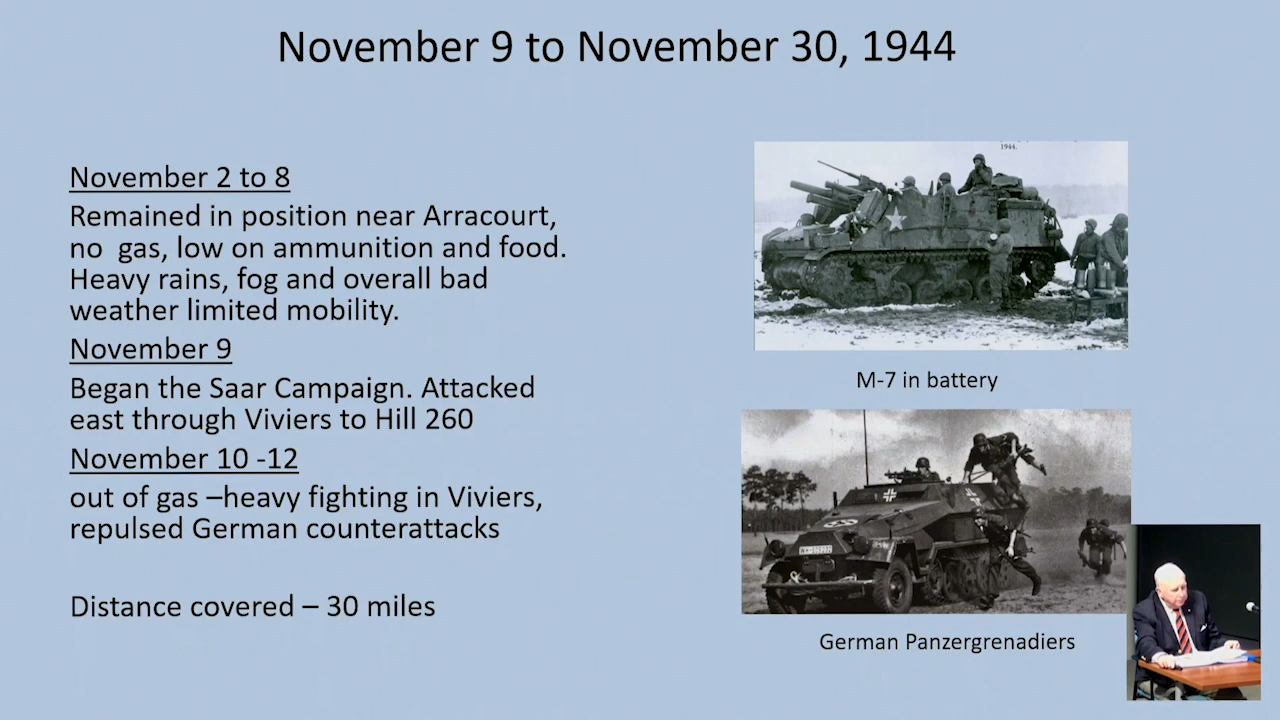 November 9 to November 30, 1944
November 2 to 8
Remained in position near Arracourt,
no gas, low on ammunition and food.
Heavy rains, fog and overall bad
weather limited mobility.
November 9
Began the Saar Campaign. Attacked
east through Viviers to Hill 260
November 10 -12
out of gas –heavy fighting in Viviers,
repulsed German counterattacks
Distance covered – 30 miles
1944.
M-7 in battery
German Panzergrenadiers